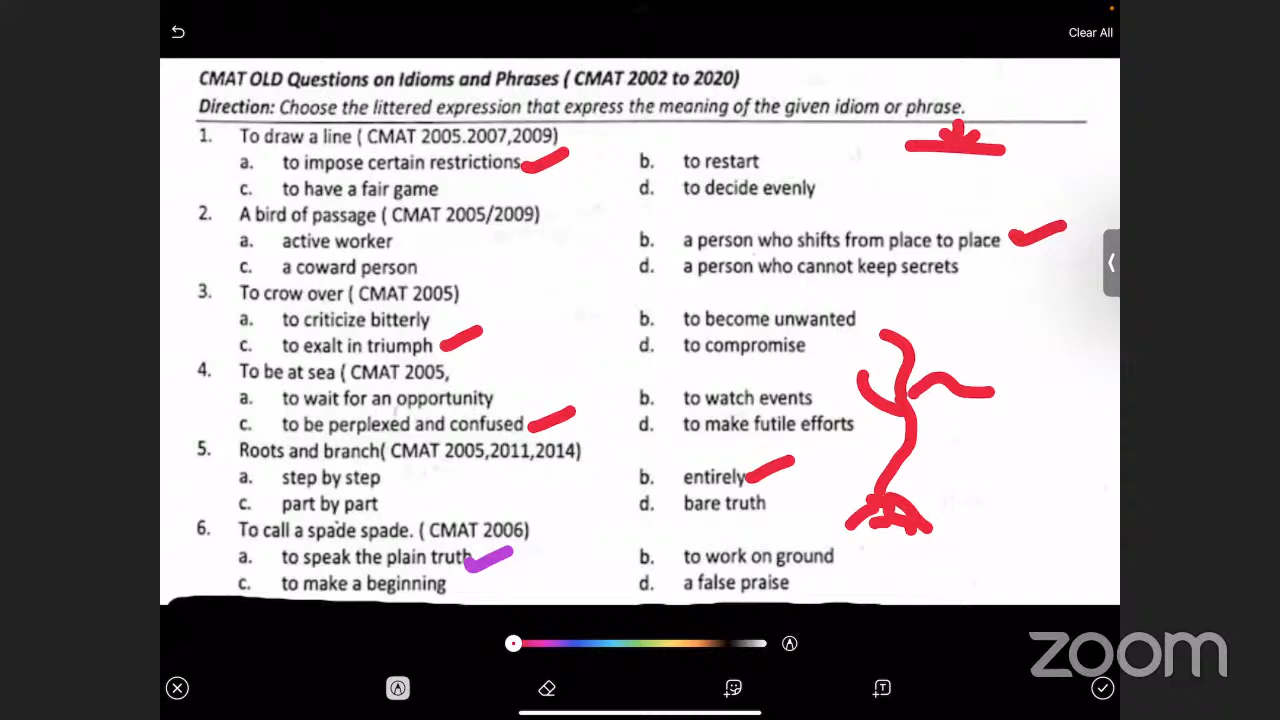 Clear All
CMAT OLD Questions on Idioms and Phrases ( CMAT 2002 to 2020)
Direction: Choose the littered expression that express the meaning of the given idiom or phrase.
1. To draw a line ( CMAT 2005.2007,2009)
a. to impose certain restrictions b. to restart
c. to have a fair game d. to decide evenly
2. A bird of passage ( CMAT 2005/2009)
a. active worker b. a person who shifts from place to place
c. a coward person d. a person who cannot keep secrets
3. To crow over ( CMAT 2005)
a. to criticize bitterly b. to become unwanted
c. to exalt in triumph d. to compromise
4. To be at sea ( CMAT 2005,
a. to wait for an opportunity b. to watch events
c. to be perplexed and confused d. to make futile efforts
5. Roots and branch( CMAT 2005,2011,2014)
a. step by step b. entirely
c. part by part d. bare truth
6. To call a spade spade. ( CMAT 2006)
a. to speak the plain truth b. to work on ground
c. to make a beginning d. a false praise
zoom